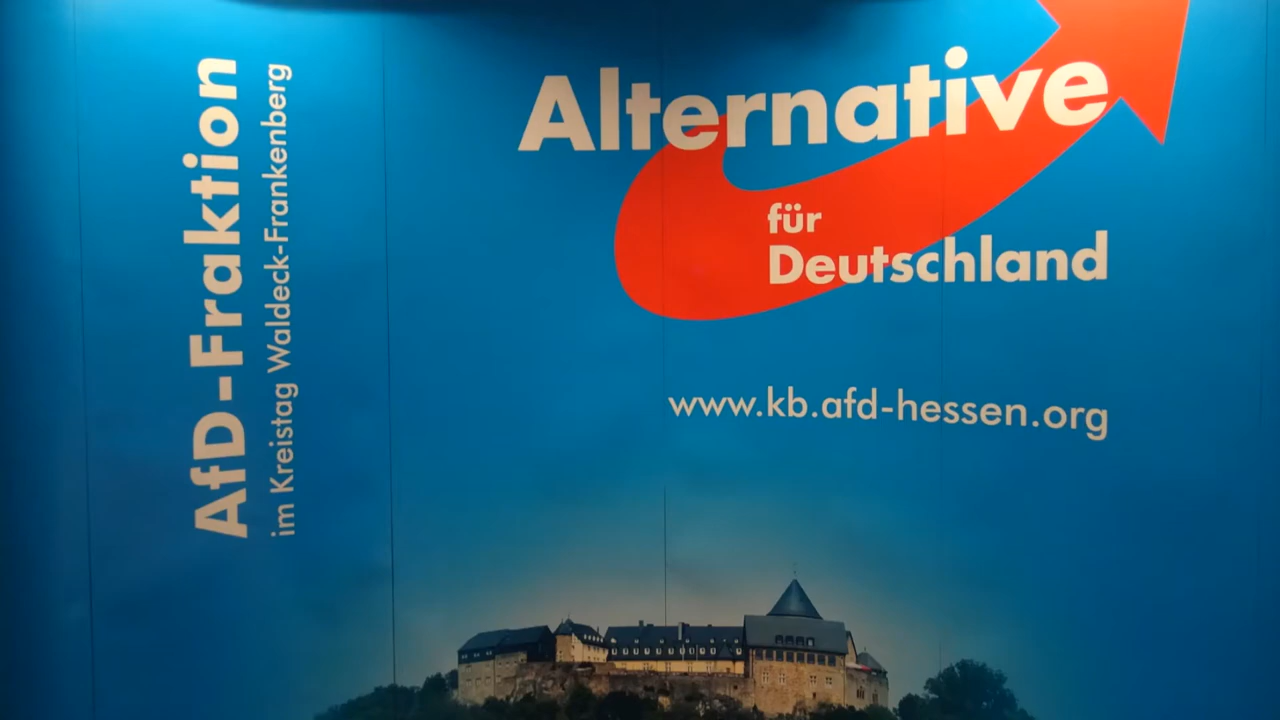 AfD-Fraktion
im Kreistag Waldeck-Frankenberg
Alternative
für
Deutschland
www.kb.afd-hessen.org